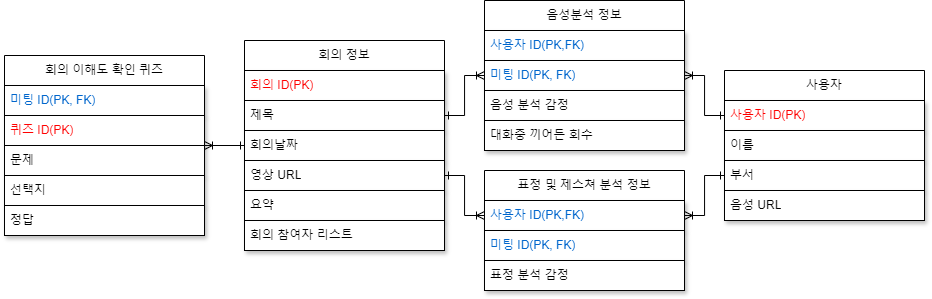 회의 이해도 확인 퀴즈
미팅 ID(PK, FK)
퀴즈 ID(PK)
문제
선택지
정답
회의 정보
회의 ID(PK)
제목
회의날짜
영상 URL
요약
회의 참여자 리스트
음성분석 정보
사용자 ID(PK,FK)
미팅 ID(PK, FK)
음성 분석 감정
대화중 끼어든 회수
표정 및 제스쳐 분석 정보
사용자 ID(PK,FK)
미팅 ID(PK, FK)
표정 분석 감정
사용자
사용자 ID(PK)
이름
부서
음성 URL